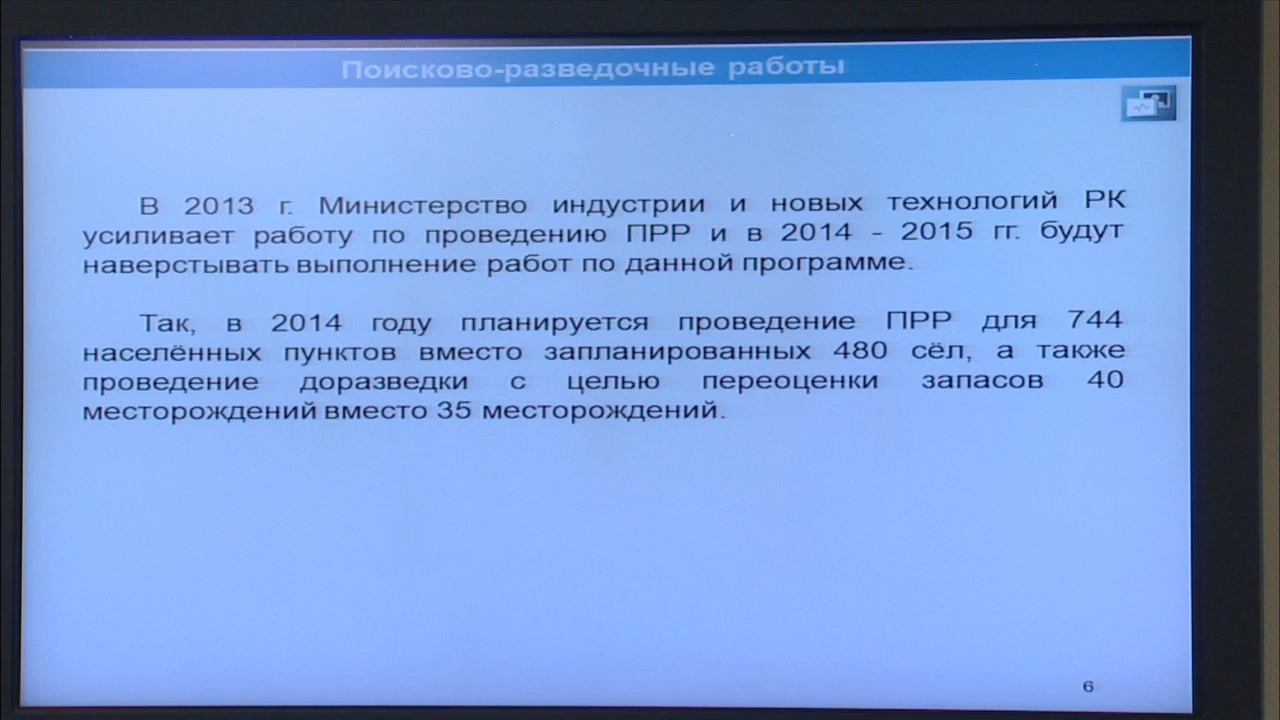 Поисково-разведочные работы
В 2013 г. Министерство индустрии и новых технологий РК
усиливает работу по проведению ПРР и в 2014 - 2015 гг. будут
наверстывать выполнение работ по данной программе.
Так, в 2014 году планируется проведение ПРР для 744
населённых пунктов вместо запланированных 480 сёл, а также
проведение доразведки с целью переоценки запасов 40
месторождений вместо 35 месторождений.
6